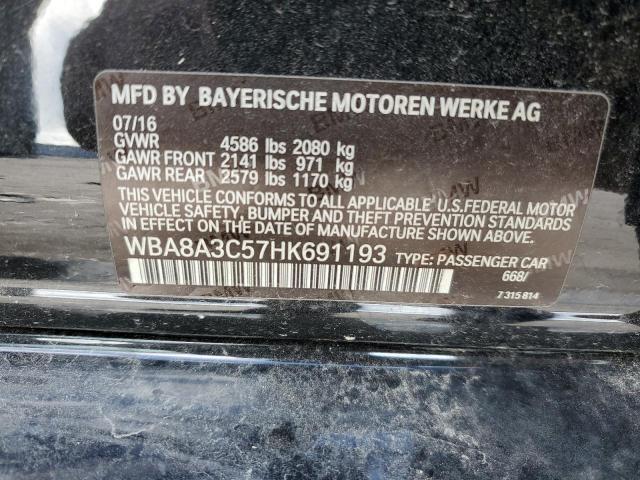 MFD BY BAYERISCHE MOTOREN WERKE AG
07/16
GVWR 4586 lbs 2080 kg
GAWR FRONT 2141 lbs 971 kg
GAWR REAR 2579 lbs 1170 kg
THIS VEHICLE CONFORMS TO ALL APPLICABLE U.S.FEDERAL MOTOR
VEHICLE SAFETY, BUMPER, AND THEFT PREVENTION STANDARDS
IN EFFECT ON THE DATE OF MANUFACTURE SHOWN ABOVE.
WBA8A3C57HK691193 TYPE: PASSENGER CAR
668/
7 315 814